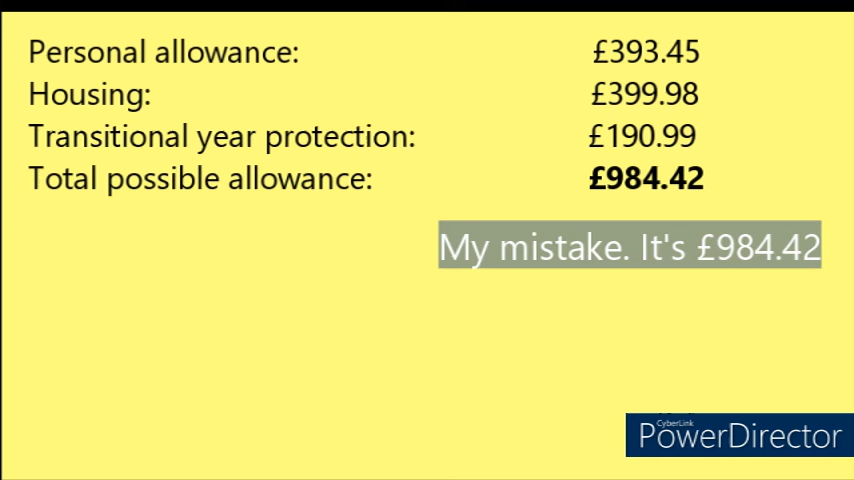 Personal allowance: £393.45
Housing: £399.98
Transitional year protection: £190.99
Total possible allowance: £984.42
My mistake. It's £984.42
CyberLink
PowerDirector